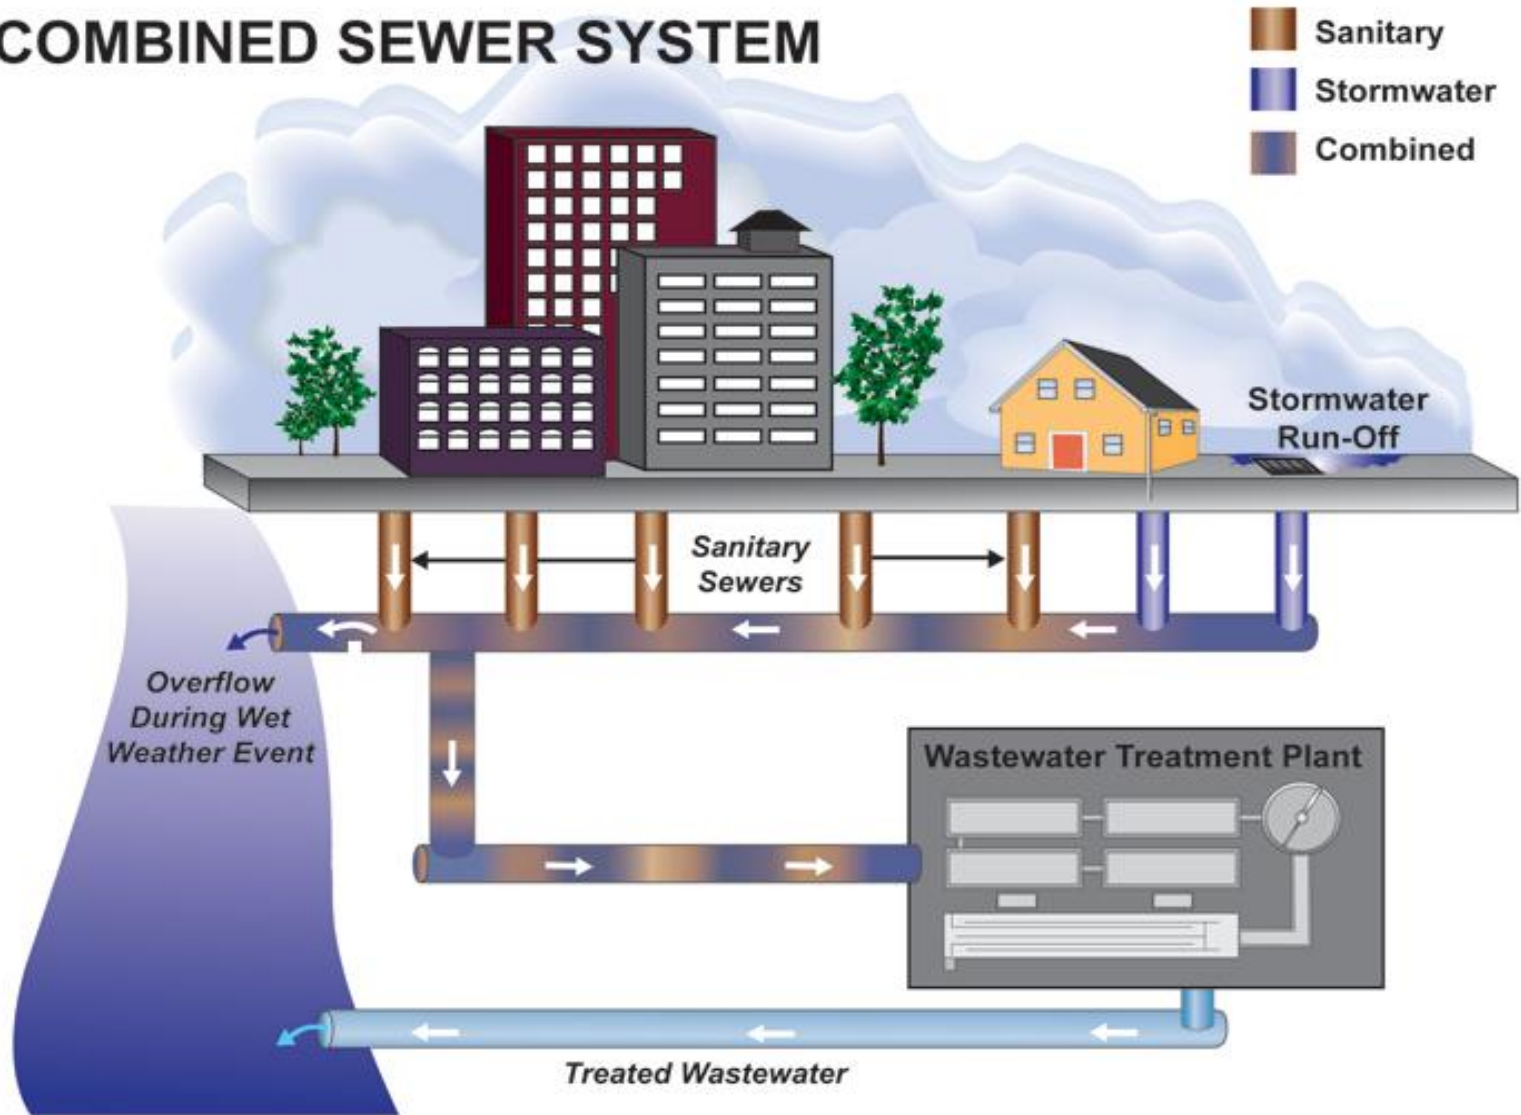 COMBINED SEWER SYSTEM
Sanitary
Stormwater
Combined
Stormwater
Run-Off
Sanitary
Sewers
Overflow
During Wet
Weather Event
Wastewater Treatment Plant
Treated Wastewater